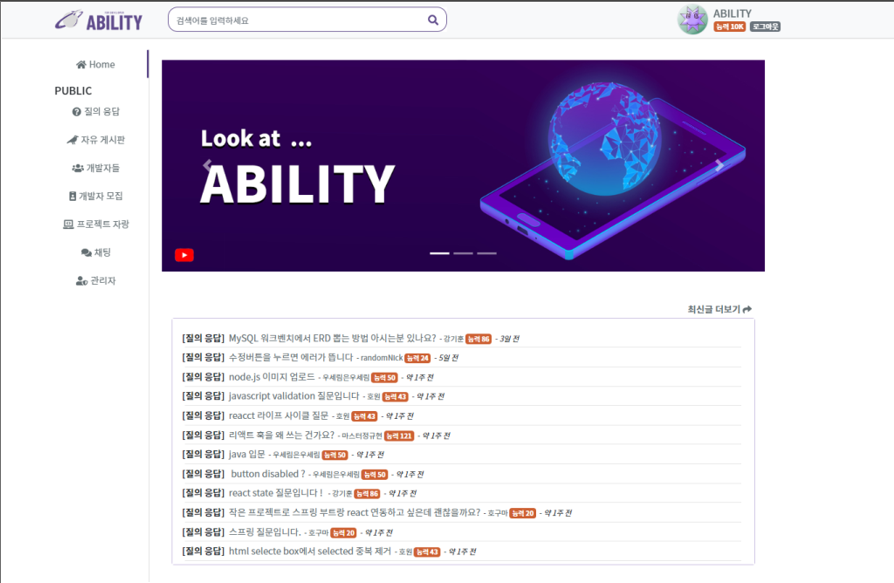 ABILITY
검색어를 입력하세요
ABILITY
능력 10K 로그아웃
Home
PUBLIC
질의 응답
자유 게시판
개발자들
개발자 모집
프로젝트 자랑
채팅
관리자
Look at ...
ABILITY
최신글 더보기
[질의 응답] MySQL 워크벤치에서 ERD 뽑는 방법 아시는분 있나요? - 강기훈 능력 86 - 3일 전
[질의 응답] 수정버튼을 누르면 에러가 뜹니다 - randomNick 능력 24 - 5일 전
[질의 응답] node.js 이미지 업로드 - 우세림은우세림 능력 50 - 약 1주 전
[질의 응답] javascript validation 질문입니다 - 호원 능력 43 - 약 1주 전
[질의 응답] reacct 라이프 사이클 질문 - 호원 능력 43 - 약 1주 전
[질의 응답] 리액트 훅을 왜 쓰는 건가요? - 마스터정규현 능력 121 - 약 1주 전
[질의 응답] java 입문 - 우세림은우세림 능력 50 - 약 1주 전
[질의 응답] button disabled ? - 우세림은우세림 능력 50 - 약 1주 전
[질의 응답] react state 질문입니다 ! - 강기훈 능력 86 - 약 1주 전
[질의 응답] 작은 프로젝트로 스프링 부트랑 react 연동하고 싶은데 괜찮을까요? - 호구마 능력 20 - 약 1주 전
[질의 응답] 스프링 질문입니다. - 호구마 능력 20 - 약 1주 전
[질의 응답] html selecte box에서 selected 중복 제거 - 호원 능력 43 - 약 1주 전